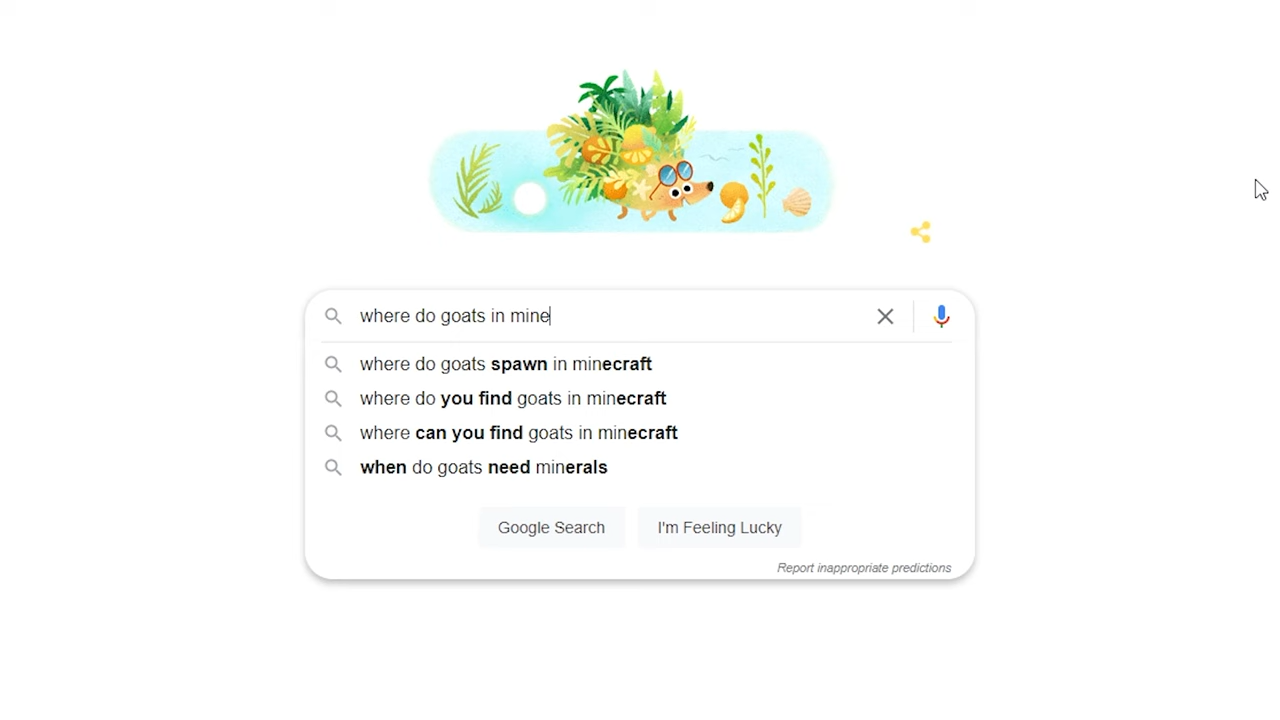 where do goats in mine
where do goats spawn in minecraft
where do you find goats in minecraft
where can you find goats in minecraft
when do goats need minerals
Google Search
I'm Feeling Lucky
Report inappropriate predictions